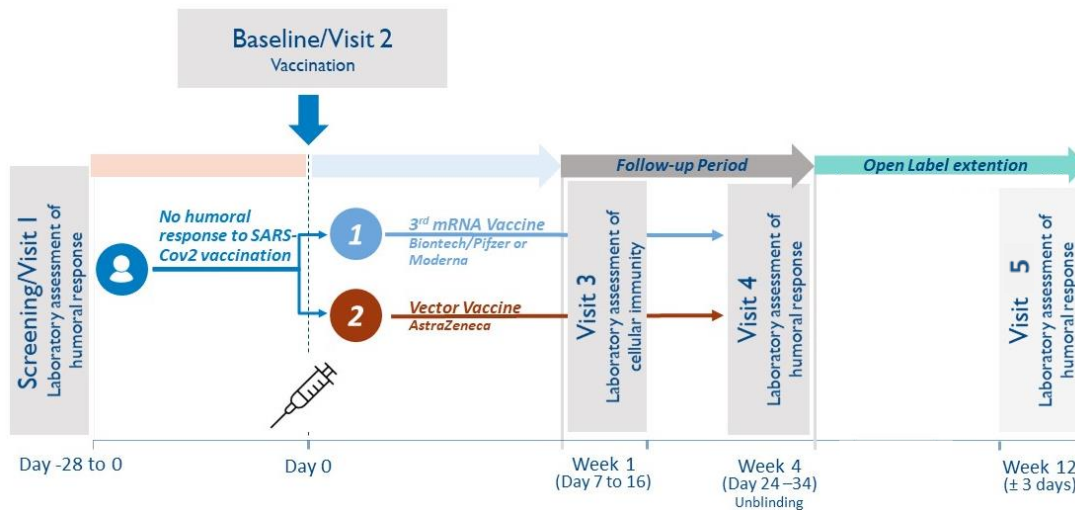 Baseline/Visit 2
Vaccination
Follow-up Period
Open Label extention
Screening/Visit 1
Laboratory assessment of
humoral response
No humoral
response to SARS-
Cov2 vaccination
1
3rd mRNA Vaccine
Biontech/Pifzer or
Moderna
2
Vector Vaccine
AstraZeneca
Visit 3
Laboratory assessment of
cellular immunity
Visit 4
Laboratory assessment of
humoral response
Visit 5
Laboratory assessment of
humoral response
Day -28 to 0
Day 0
Week 1
(Day 7 to 16)
Week 4
(Day 24 –34)
Unblinding
Week 12
(± 3 days)